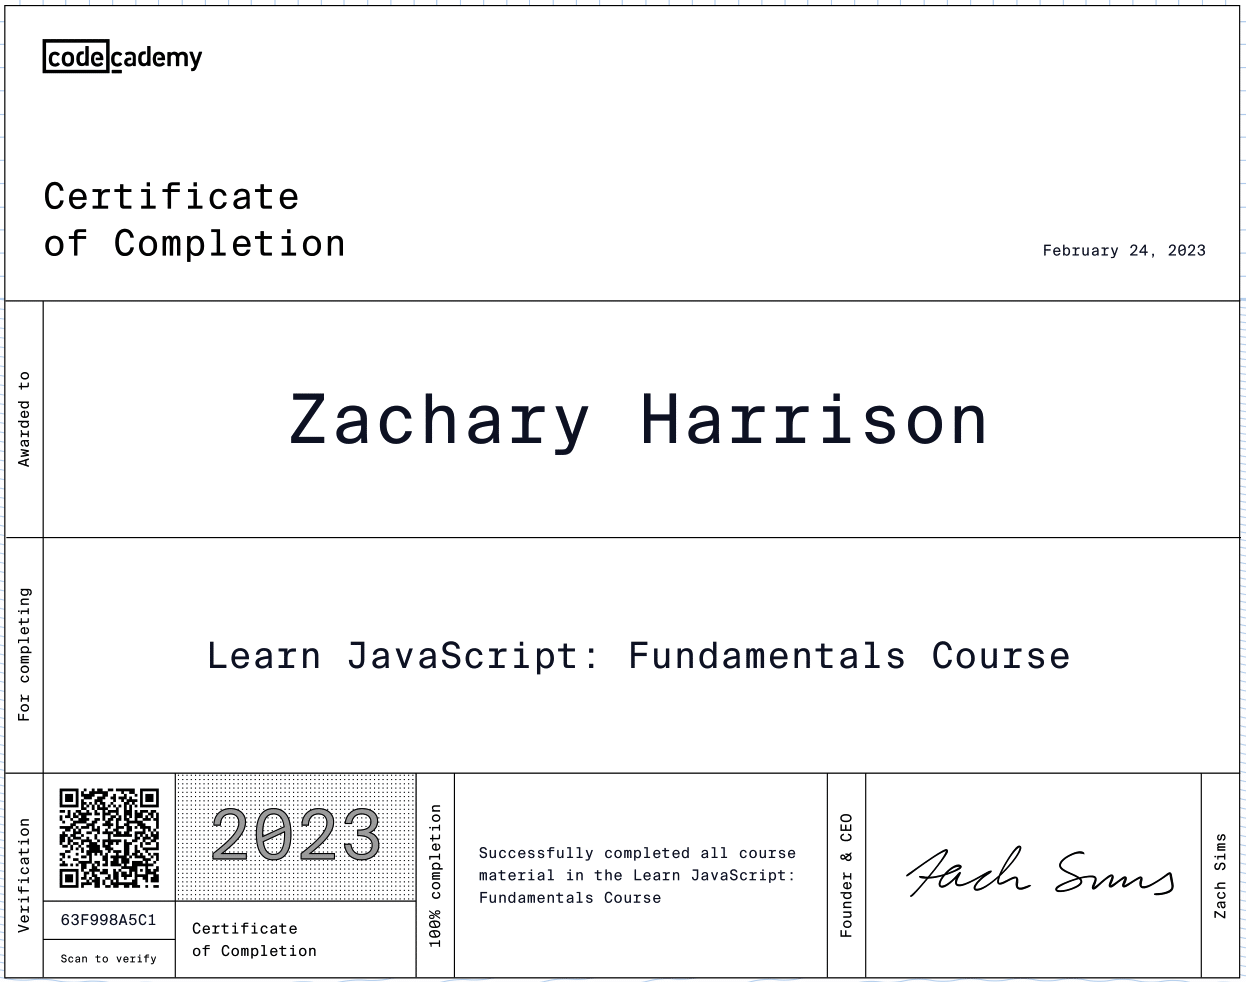 codecademy
Certificate
of Completion
February 24, 2023
Awarded to
Zachary Harrison
For completing
Learn JavaScript: Fundamentals Course
Verification
63F998A5C1
Scan to verify
2023
Certificate
of Completion
100% completion
Successfully completed all course
material in the Learn JavaScript:
Fundamentals Course
Founder & CEO
Zach Sims
Zach Sims